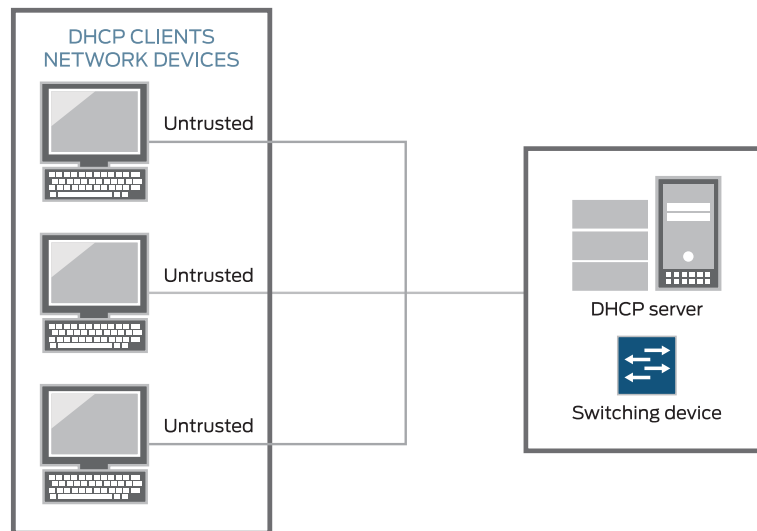 DHCP CLIENTS
NETWORK DEVICES
Untrusted
Untrusted
Untrusted
DHCP server
Switching device